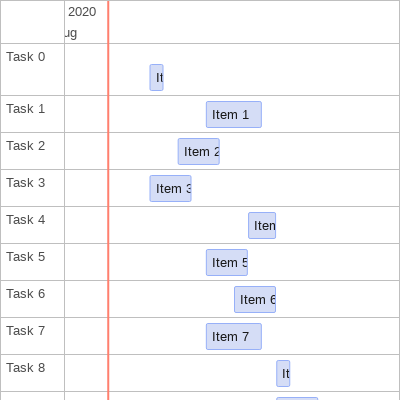 2020
ug
Task 0
It
Task 1
Item 1
Task 2
Item 2
Task 3
Item 3
Task 4
Item
Task 5
Item 5
Task 6
Item 6
Task 7
Item 7
Task 8
It